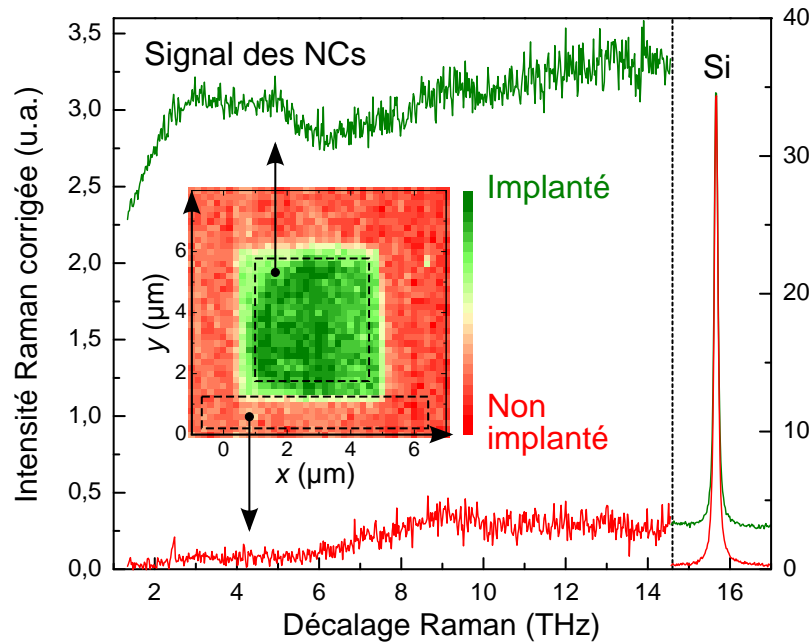 Signal des NCs
Si
Implanté
Non
implanté
Intensité Raman corrigée (u.a.)
3,5
3,0
2,5
2,0
1,5
1,0
0,5
0,0
40
30
20
10
0
y (µm)
6
4
2
0
0 2 4 6
x (µm)
2 4 6 8 10 12 14 16
Décalage Raman (THz)